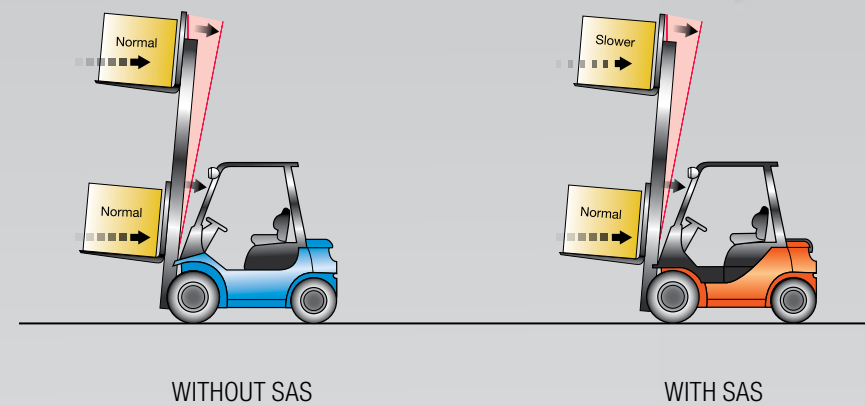 Normal
Slower
Normal
Normal
WITHOUT SAS
WITH SAS